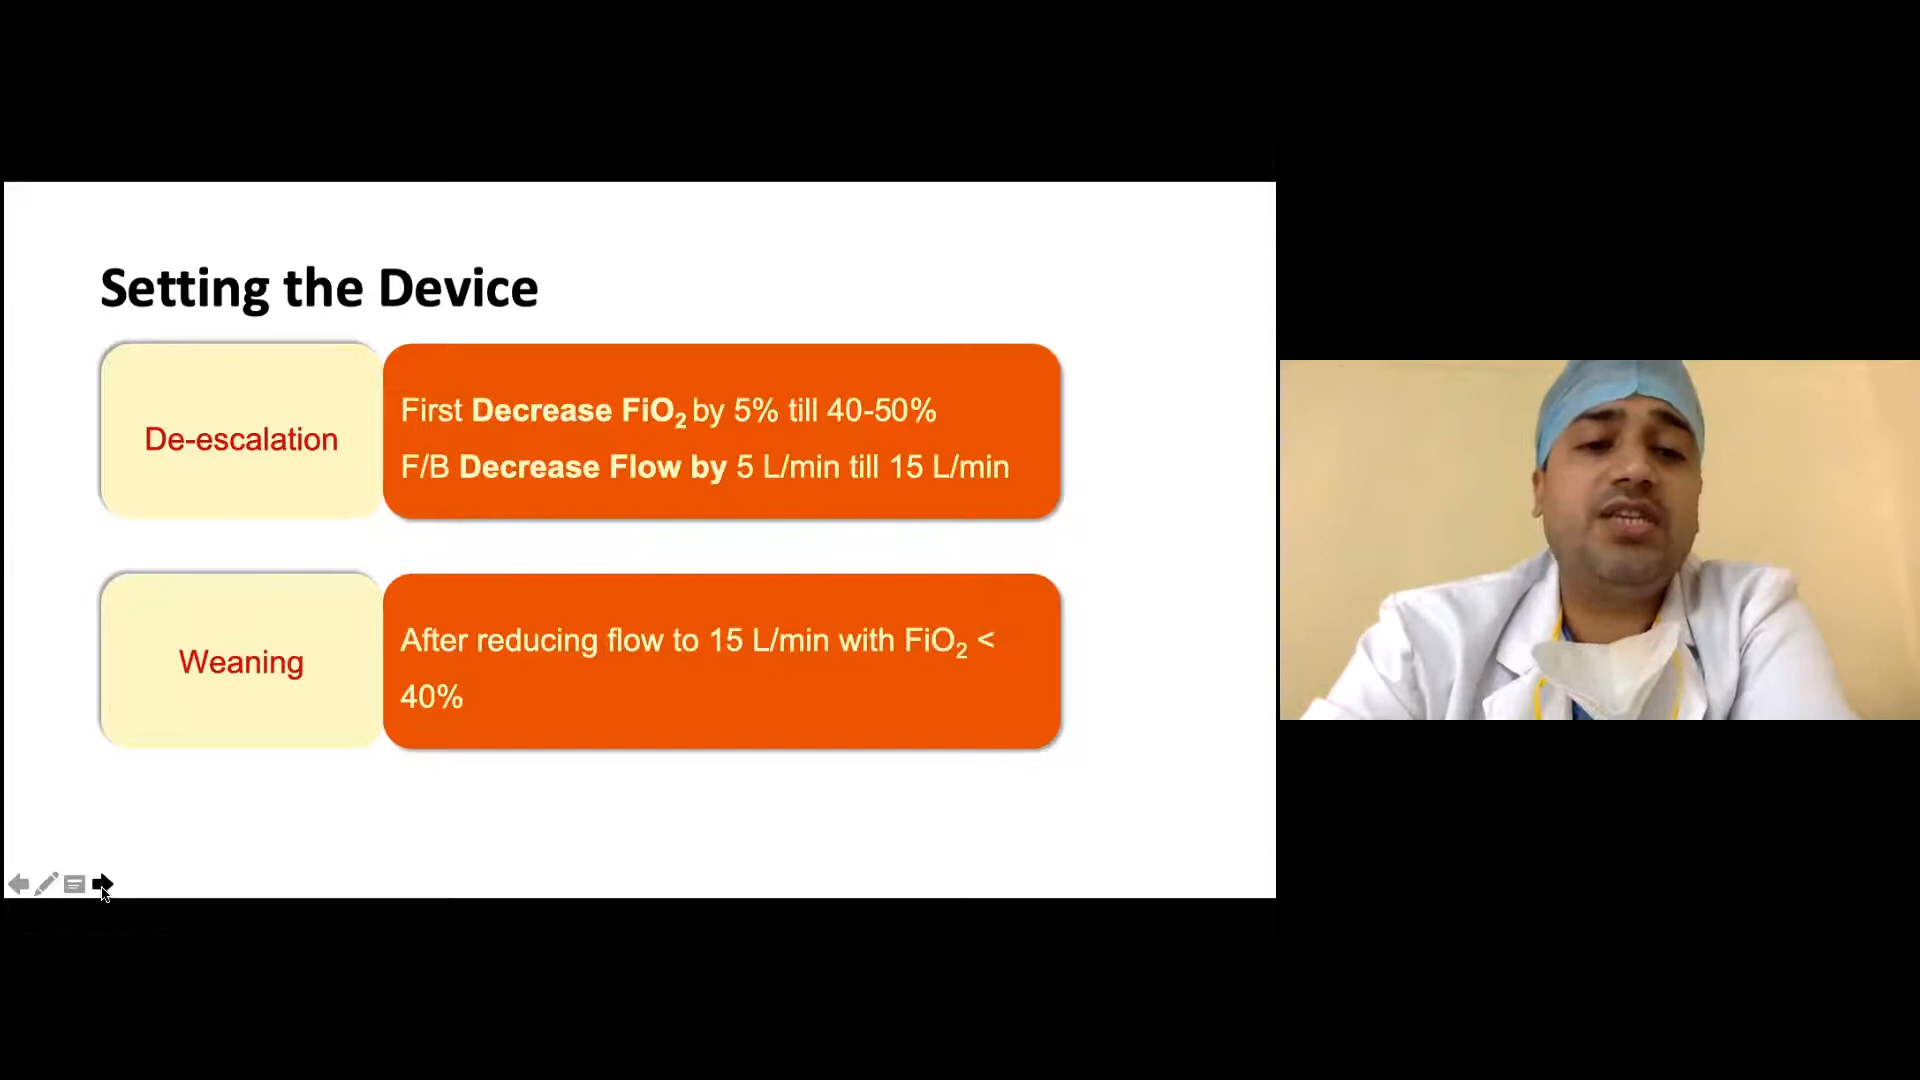 Setting the Device
De-escalation
First Decrease FiO₂ by 5% till 40-50%
F/B Decrease Flow by 5 L/min till 15 L/min
Weaning
After reducing flow to 15 L/min with FiO₂ <
40%